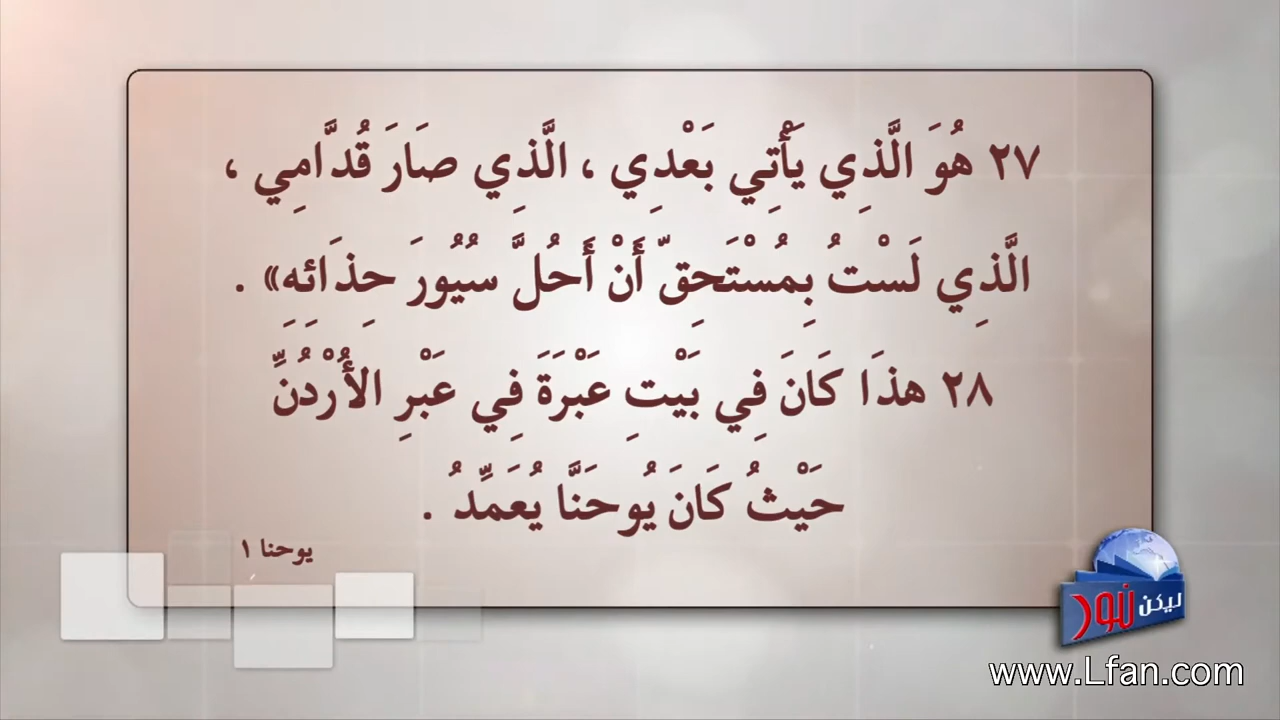 ٢٧ هُوَ الَّذِي يَأْتِي بَعْدِي ، الَّذِي صَارَ قُدَّامِي ،
الَّذِي لَسْتُ بِمُسْتَحِقّ أَنْ أَحُلَّ سُيُورَ حِذَائِهِ» .
٢٨ هذَا كَانَ فِي بَيْتِ عَبْرَةَ فِي عَبْرِ الأُرْدُنِّ
حَيْثُ كَانَ يُوحَنَّا يُعَمِّدُ .
يوحنا ١
ليكن نور
www.Lfan.com